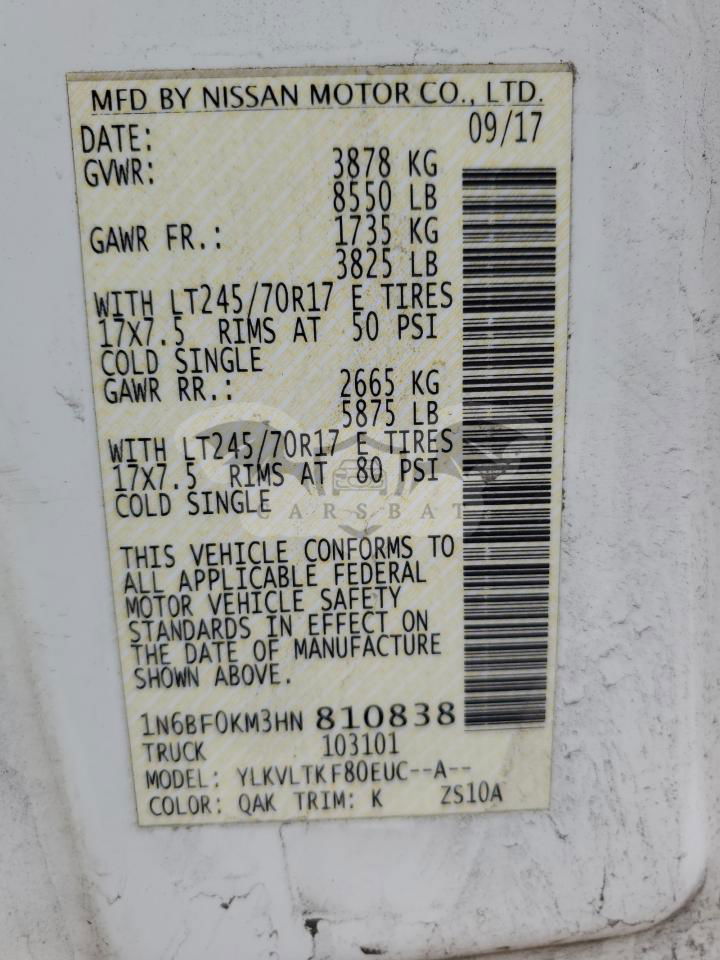 MFD BY NISSAN MOTOR CO., LTD.
DATE: 09/17
GVWR: 3878 KG
8550 LB
GAWR FR.: 1735 KG
3825 LB
WITH LT245/70R17 E TIRES
17X7.5 RIMS AT 50 PSI
COLD SINGLE
GAWR RR.: 2665 KG
5875 LB
WITH LT245/70R17 E TIRES
17X7.5 RIMS AT 80 PSI
COLD SINGLE
CARSBAT
THIS VEHICLE CONFORMS TO
ALL APPLICABLE FEDERAL
MOTOR VEHICLE SAFETY
STANDARDS IN EFFECT ON
THE DATE OF MANUFACTURE
SHOWN ABOVE.
1N6BF0KM3HN 810838
TRUCK 103101
MODEL: YLKVLTKF80EUC--A--
COLOR: QAK TRIM: K ZS10A